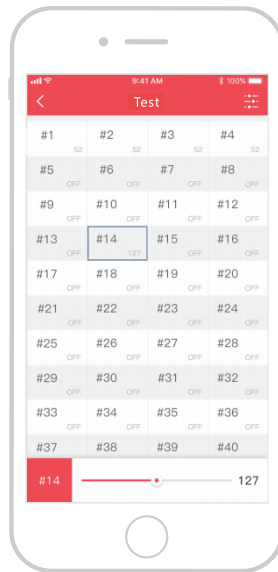 9:41 AM 100%
Test
#1 #2 #3 #4
52 52 52 52
#5 #6 #7 #8
OFF OFF OFF OFF
#9 #10 #11 #12
OFF OFF OFF OFF
#13 #14 #15 #16
OFF 127 OFF OFF
#17 #18 #19 #20
OFF OFF OFF OFF
#21 #22 #23 #24
OFF OFF OFF OFF
#25 #26 #27 #28
OFF OFF OFF OFF
#29 #30 #31 #32
OFF OFF OFF OFF
#33 #34 #35 #36
OFF OFF OFF OFF
#37 #38 #39 #40
#14 127